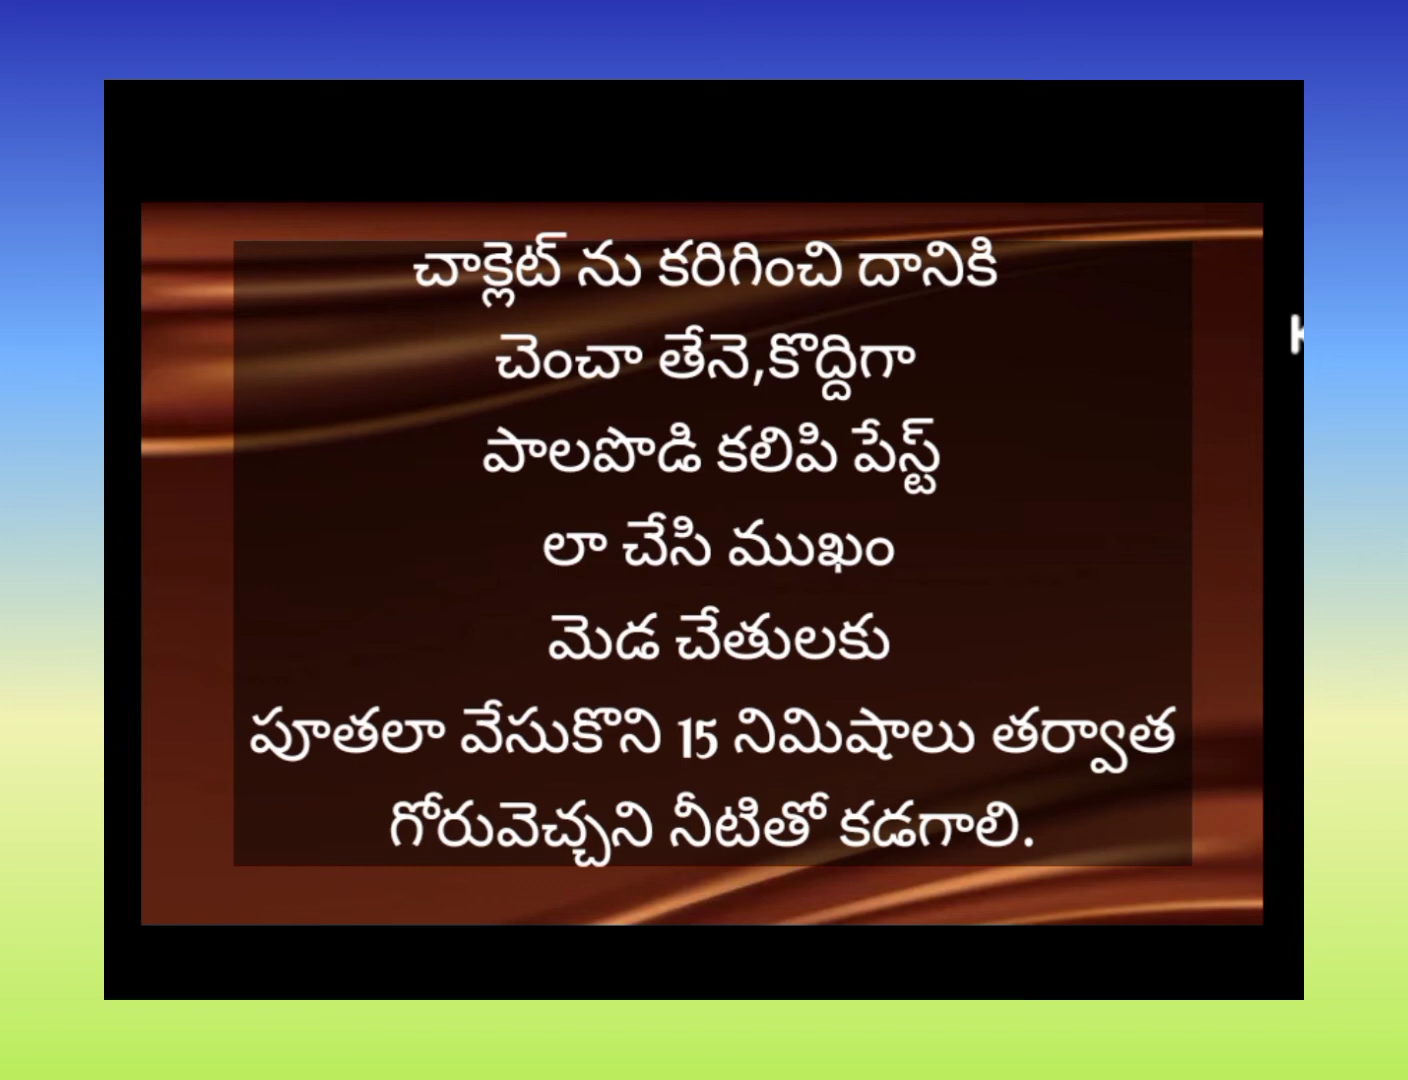 చాక్లెట్ ను కరిగించి దానికి
చెంచా తేనె,కొద్దిగా
పాలపొడి కలిపి పేస్ట్
లా చేసి ముఖం
మెడ చేతులకు
పూతలా వేసుకొని 15 నిమిషాలు తర్వాత
గోరువెచ్చని నీటితో కడగాలి.